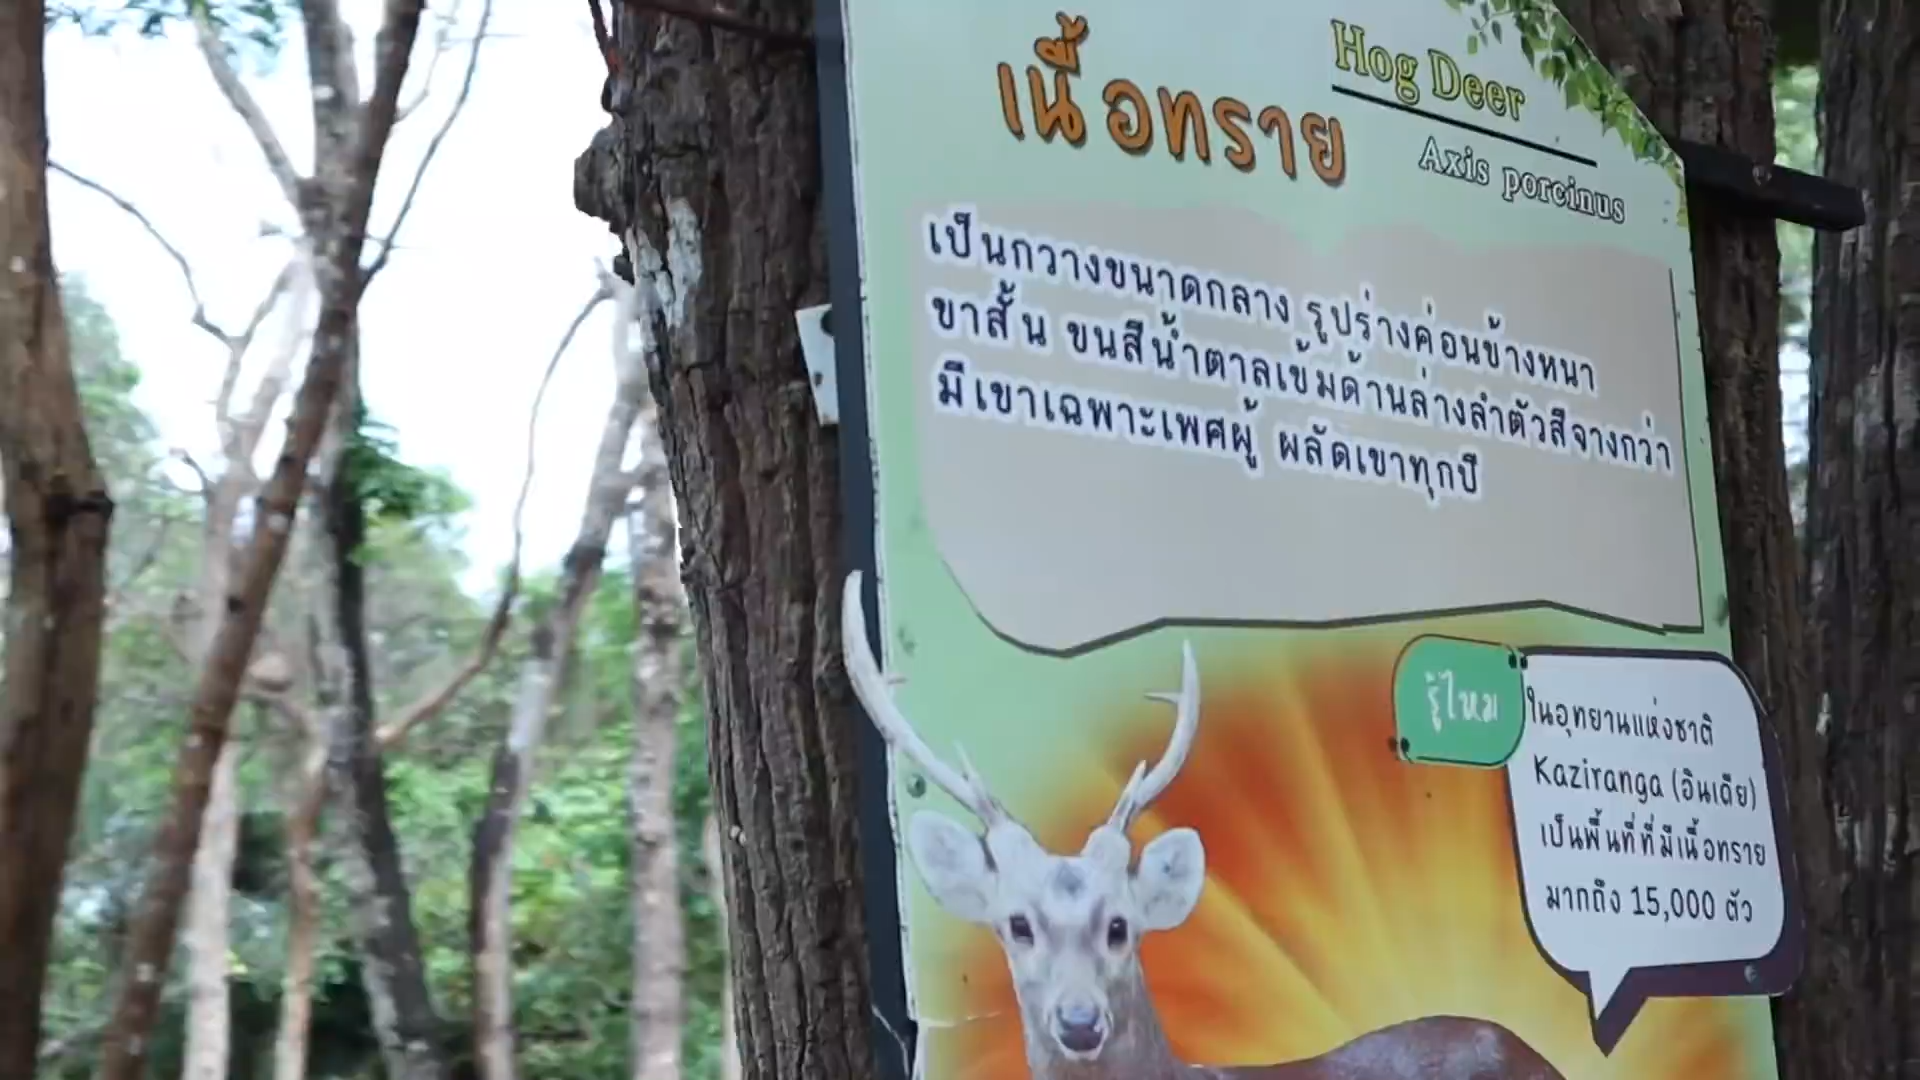 เนื้อทราย
Hog Deer
Axis porcinus
เป็นกวางขนาดกลาง รูปร่างค่อนข้างหนา
ขาสั้น ขนสีน้ำตาลเข้มด้านล่างลำตัวสีจางกว่า
มีเขาเฉพาะเพศผู้ ผลัดเขาทุกปี
รู้ไหม
ในอุทยานแห่งชาติ
Kaziranga (อินเดีย)
เป็นพื้นที่ที่มีเนื้อทราย
มากถึง 15,000 ตัว